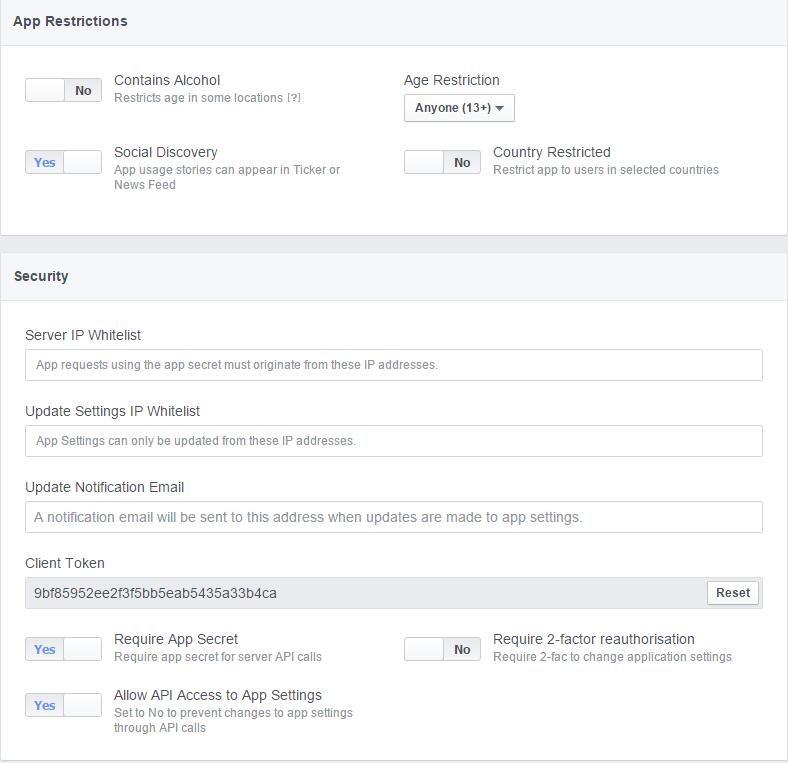 App Restrictions
No
Contains Alcohol
Restricts age in some locations [?]
Age Restriction
Anyone (13+)
Yes
Social Discovery
App usage stories can appear in Ticker or
News Feed
No
Country Restricted
Restrict app to users in selected countries
Security
Server IP Whitelist
App requests using the app secret must originate from these IP addresses.
Update Settings IP Whitelist
App Settings can only be updated from these IP addresses.
Update Notification Email
A notification email will be sent to this address when updates are made to app settings.
Client Token
9bf85952ee2f3f5bb5eab5435a33b4ca
Reset
Yes
Require App Secret
Require app secret for server API calls
No
Require 2-factor reauthorisation
Require 2-fac to change application settings
Yes
Allow API Access to App Settings
Set to No to prevent changes to app settings
through API calls